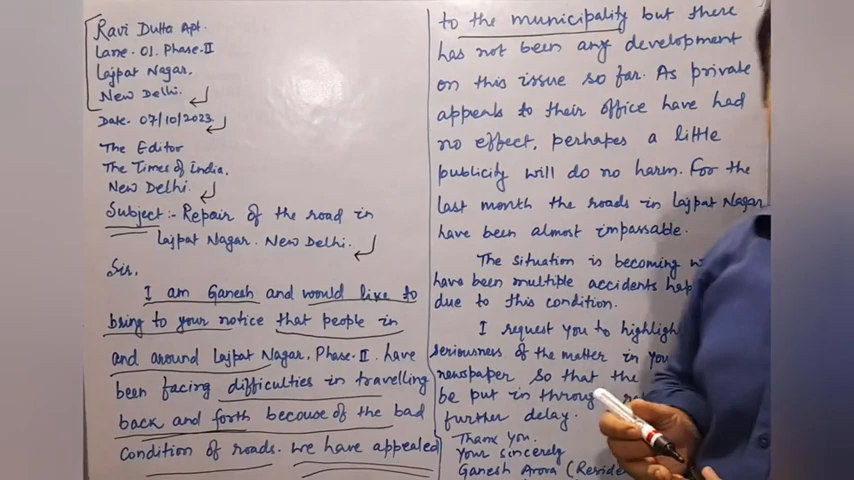 Ravi Dutta Apt.
Lane - 01. Phase - II
Lajpat Nagar.
New Delhi.
Date - 07/10/2023.
The Editor
The Times of India.
New Delhi.
Subject :- Repair of the road in
Lajpat Nagar. New Delhi.
Sir,
I am Ganesh and would like to
bring to your notice that people in
and around Lajpat Nagar, Phase-II. have
been facing difficulties in travelling
back and forth because of the bad
condition of roads. We have appealed
to the municipality but there
has not been any development
on this issue so far. As private
appeals to their office have had
no effect, perhapes a little
publicity will do no harm. For the
last month the roads in Lajpat Nagar
have been almost impassable.
The situation is becoming
have been multiple accidents
due to this condition.
I request you to highlight
seriousness of the matter in
newspaper so that the
be put in through
further delay.
Thank you.
Your sincerely
Ganesh Arora